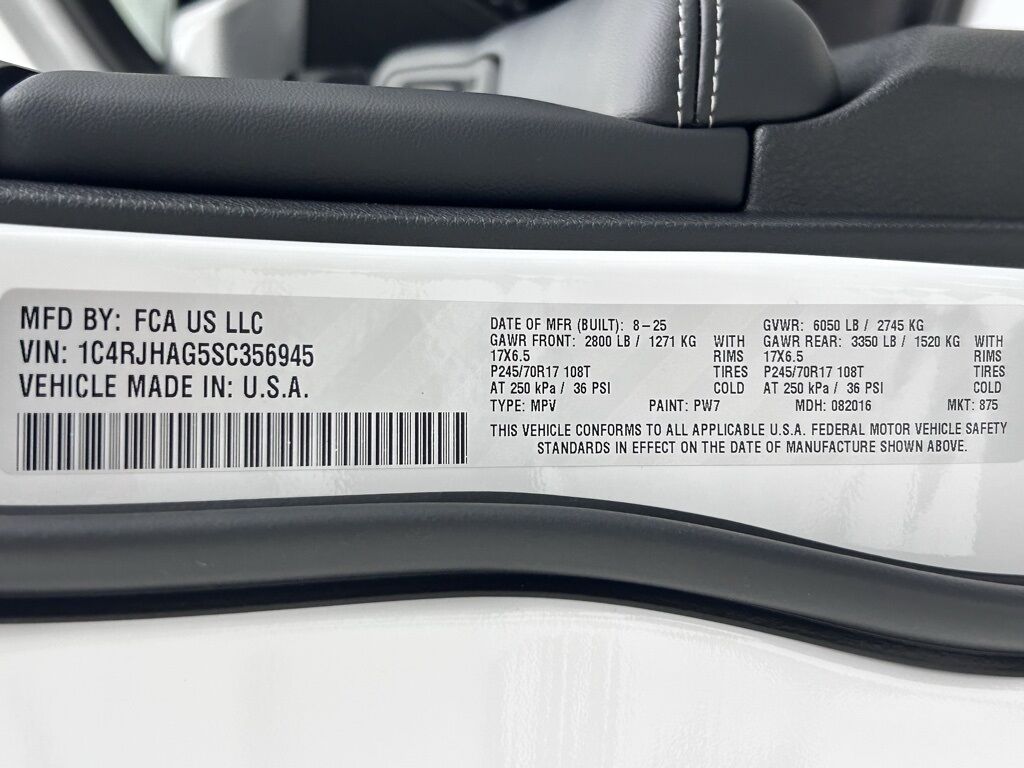 MFD BY: FCA US LLC
VIN: 1C4RJHAG5SC356945
VEHICLE MADE IN: U.S.A.
DATE OF MFR (BUILT): 8-25 GVWR: 6050 LB / 2745 KG
GAWR FRONT: 2800 LB / 1271 KG WITH GAWR REAR: 3350 LB / 1520 KG WITH
17X6.5 RIMS 17X6.5 RIMS
P245/70R17 108T TIRES P245/70R17 108T TIRES
AT 250 kPa / 36 PSI COLD AT 250 kPa / 36 PSI COLD
TYPE: MPV PAINT: PW7 MDH: 082016 MKT: 875
THIS VEHICLE CONFORMS TO ALL APPLICABLE U.S.A. FEDERAL MOTOR VEHICLE SAFETY
STANDARDS IN EFFECT ON THE DATE OF MANUFACTURE SHOWN ABOVE.